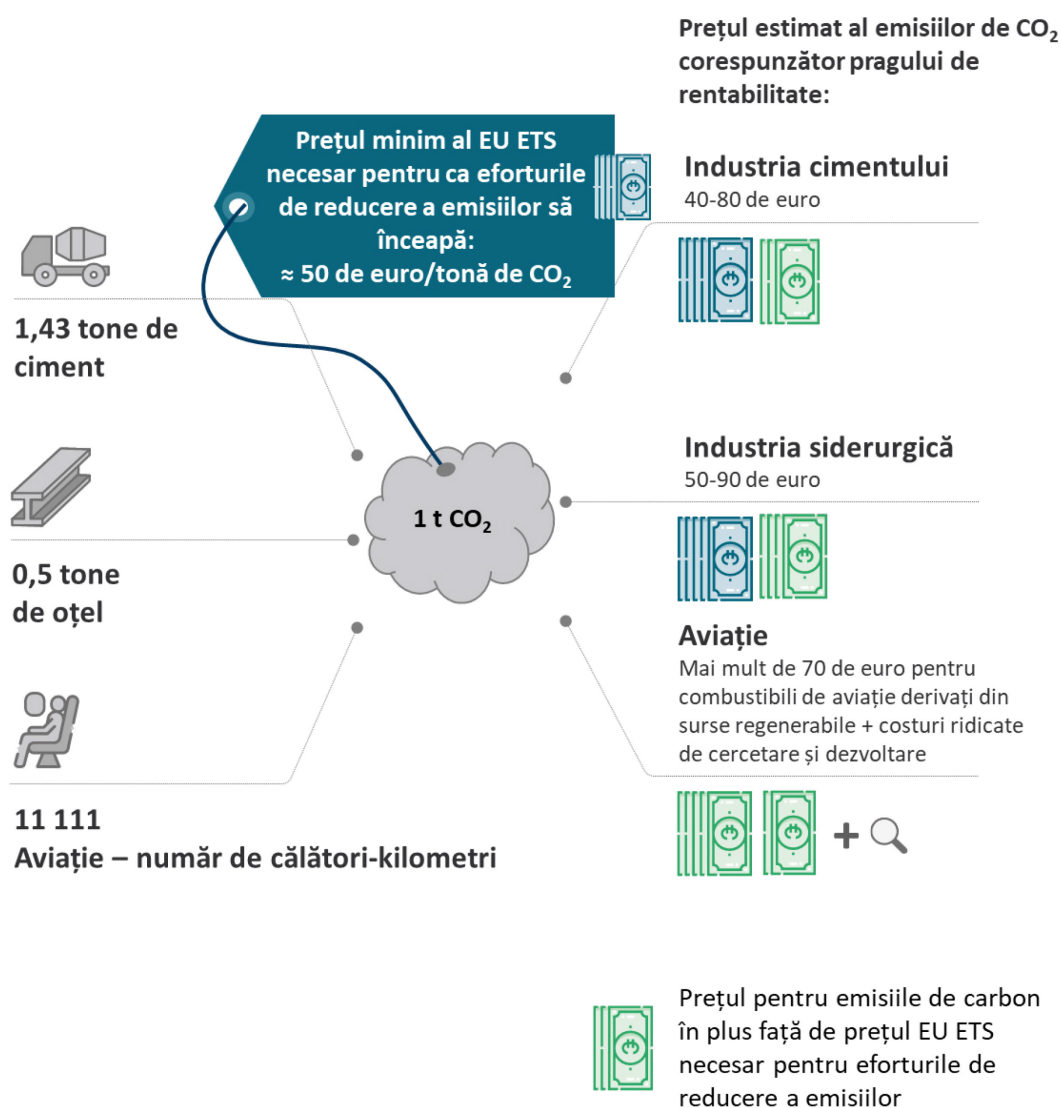 Prețul estimat al emisiilor de CO₂
corespunzător pragului de
rentabilitate:
Prețul minim al EU ETS
necesar pentru ca eforturile
de reducere a emisiilor să
înceapă:
≈ 50 de euro/tonă de CO₂
Industria cimentului
40-80 de euro
1,43 tone de
ciment
Industria siderurgică
50-90 de euro
1 t CO₂
0,5 tone
de oțel
Aviație
Mai mult de 70 de euro pentru
combustibili de aviație derivați din
surse regenerabile + costuri ridicate
de cercetare și dezvoltare
11 111
Aviație – număr de călători-kilometri
+
Prețul pentru emisiile de carbon
în plus față de prețul EU ETS
necesar pentru eforturile de
reducere a emisiilor